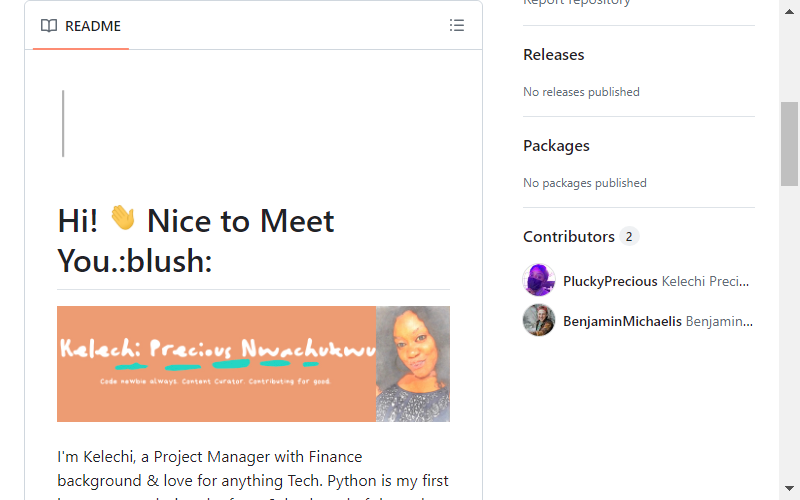 README
Hi! 👋 Nice to Meet
You.:blush:
Kelechi Precious Nwachukwu
Code newbie always. Content Curator. Contributing for good.
I'm Kelechi, a Project Manager with Finance
background & love for anything Tech. Python is my first
Report repository
Releases
No releases published
Packages
No packages published
Contributors 2
PluckyPrecious Kelechi Preci...
BenjaminMichaelis Benjamin...